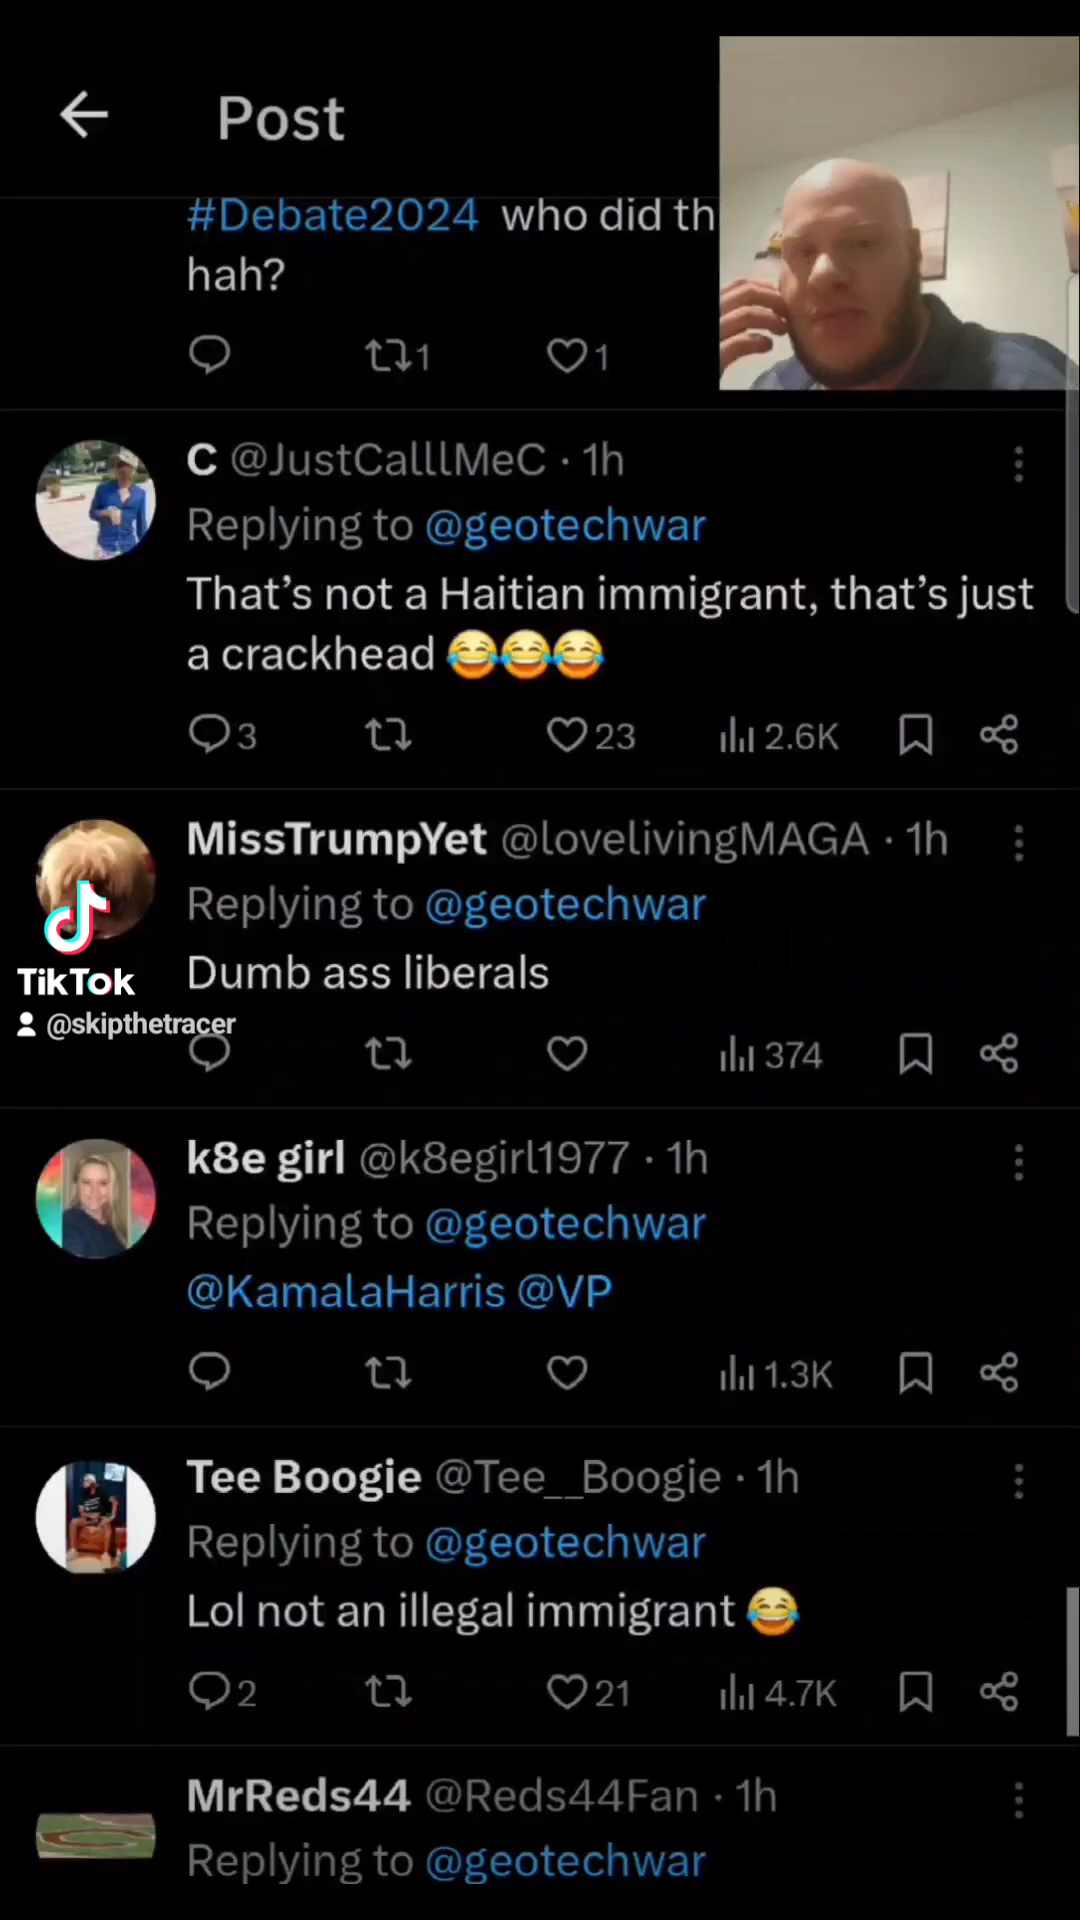 Post
#Debate2024 who did th
hah?
1 1
C @JustCalllMeC · 1h
Replying to @geotechwar
That's not a Haitian immigrant, that's just
a crackhead 😂😂😂
3 23 2.6K
MissTrumpYet @lovelivingMAGA · 1h
Replying to @geotechwar
Dumb ass liberals
TikTok
@skipthetracer
374
k8e girl @k8egirl1977 · 1h
Replying to @geotechwar
@KamalaHarris @VP
1.3K
Tee Boogie @Tee__Boogie · 1h
Replying to @geotechwar
Lol not an illegal immigrant 😂
2 21 4.7K
MrReds44 @Reds44Fan · 1h
Replying to @geotechwar